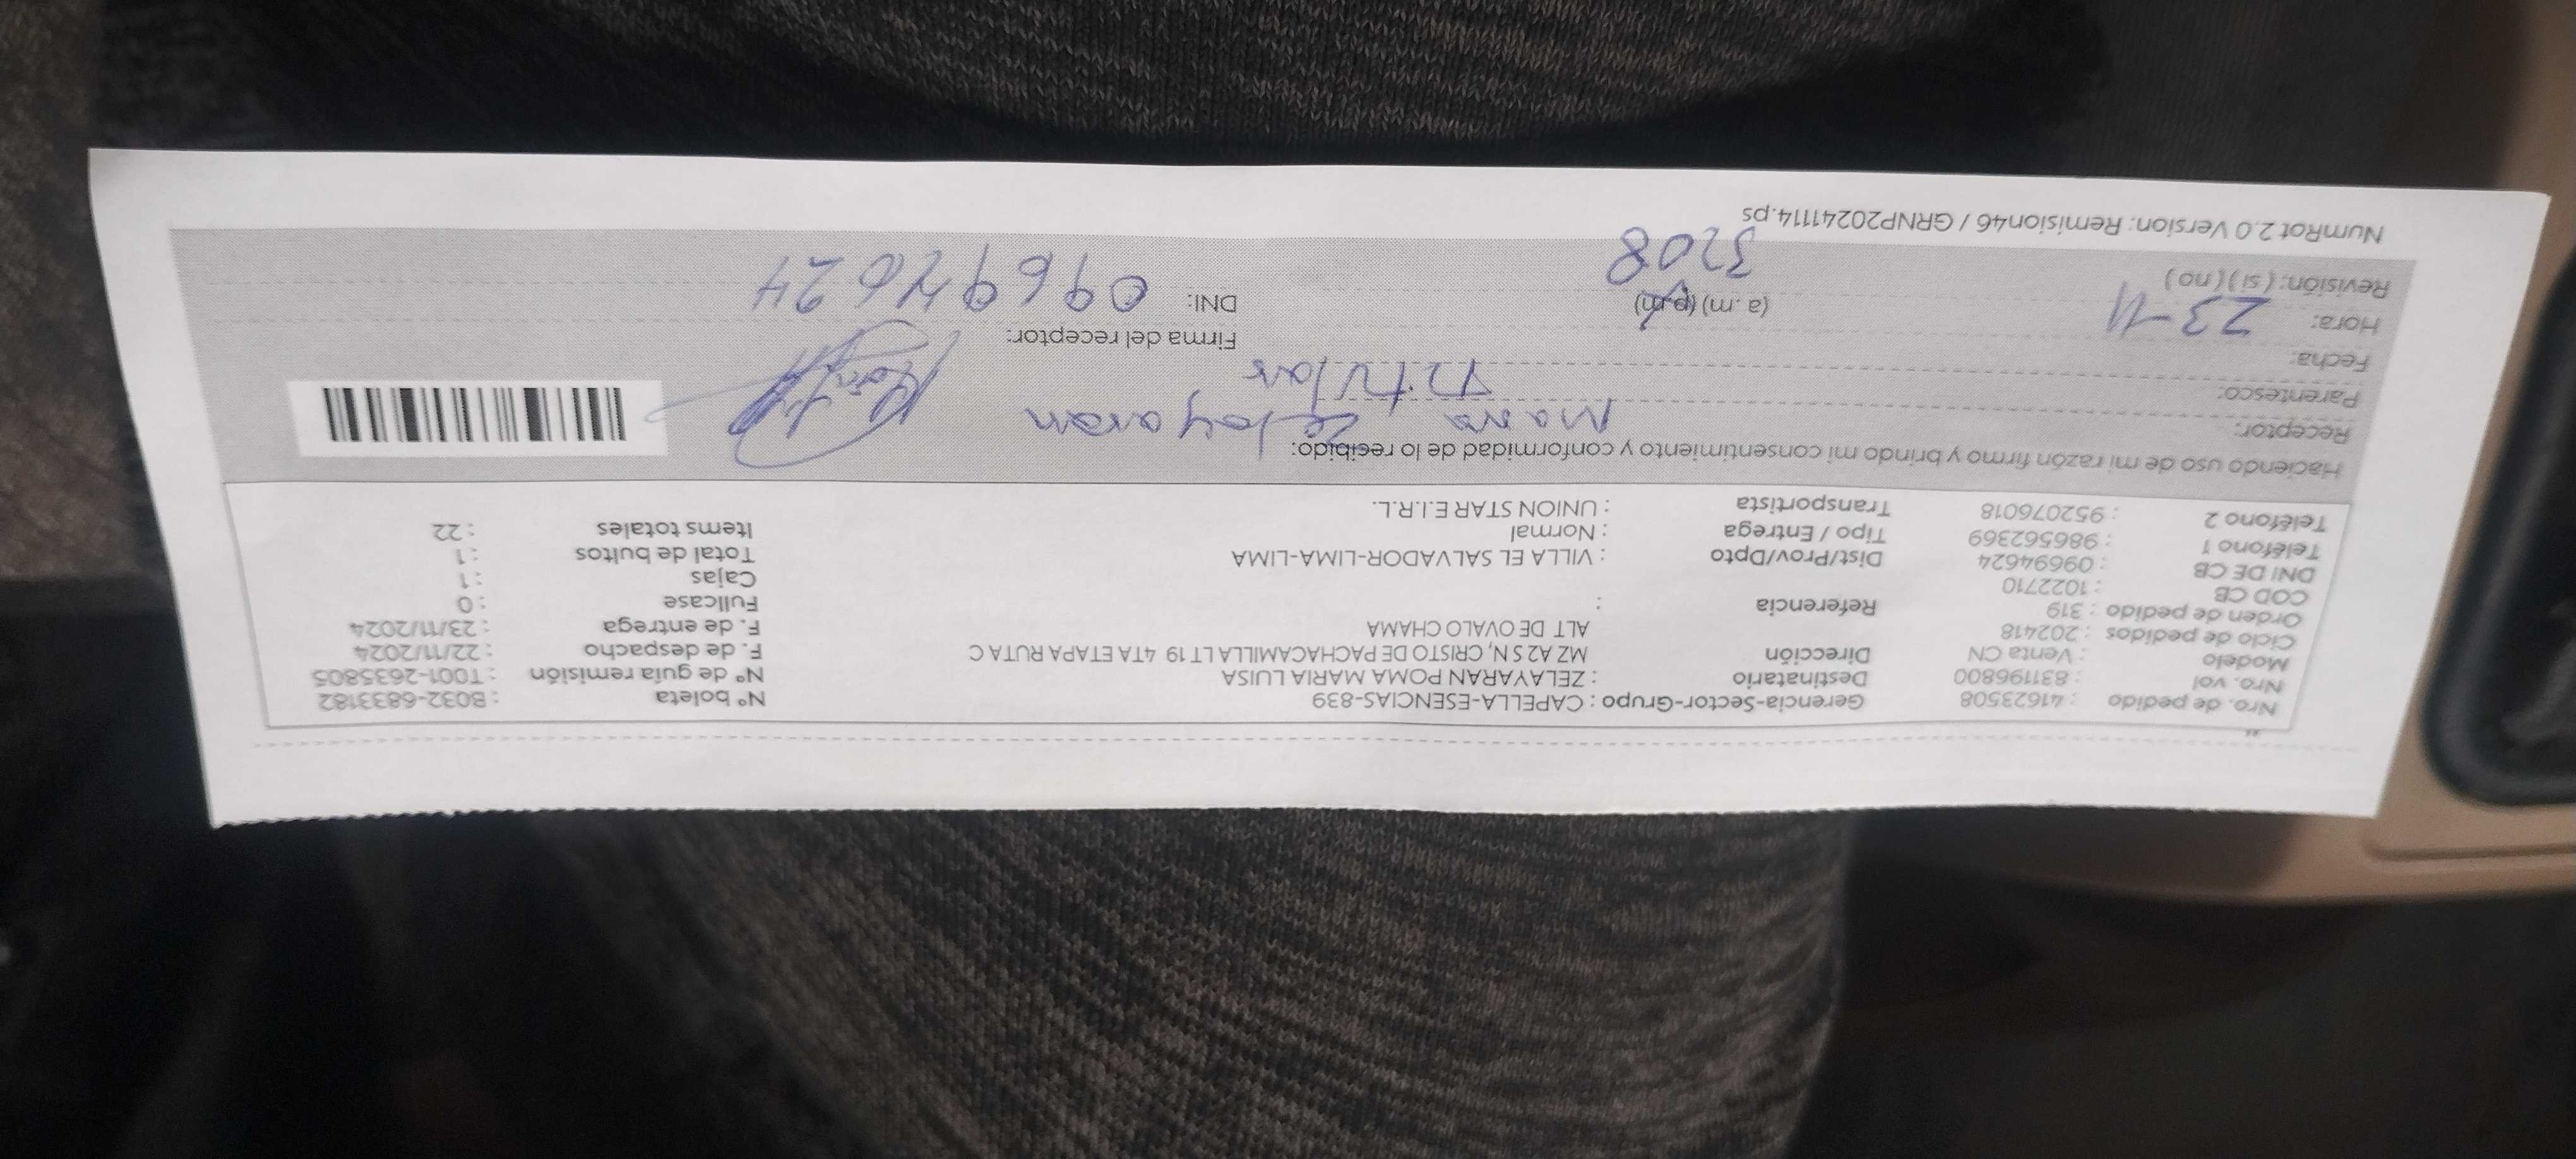 Nro. de pedido : 41623508 Gerencia-Sector-Grupo : CAPELLA-ESENCIAS-839 N° boleta : B032-6833182
Nro. vol : 831196800 Destinatario : ZELAYARAN POMA MARIA LUISA N° de guía remisión : T001-2635805
Modelo : Venta CN Dirección MZ A2 S N, CRISTO DE PACHACAMILLA LT 19 4TA ETAPA RUTA C F. de despacho : 22/11/2024
Ciclo de pedidos : 202418 ALT DE OVALO CHAMA F. de entrega : 23/11/2024
Orden de pedido : 319 Referencia : Fullcase : 0
COD CB : 1022710 Cajas : 1
DNI DE CB : 09694624 Dist/Prov/Dpto : VILLA EL SALVADOR-LIMA-LIMA Total de bultos : 1
Teléfono 1 : 986562369 Tipo / Entrega : Normal Items totales : 22
Teléfono 2 : 952076018 Transportista : UNION STAR E.I.R.L.
Haciendo uso de mi razón firmo y brindo mi consentimiento y conformidad de lo recibido:
Receptor: Maria Zelayaran
Parentesco: Titular
Fecha: 23-11 Firma del receptor:
Hora: (a.m) (p.m) DNI:
Revisión: ( si ) ( no )
NumRot 2.0 Version: Remision46 / GRNP20241114.ps